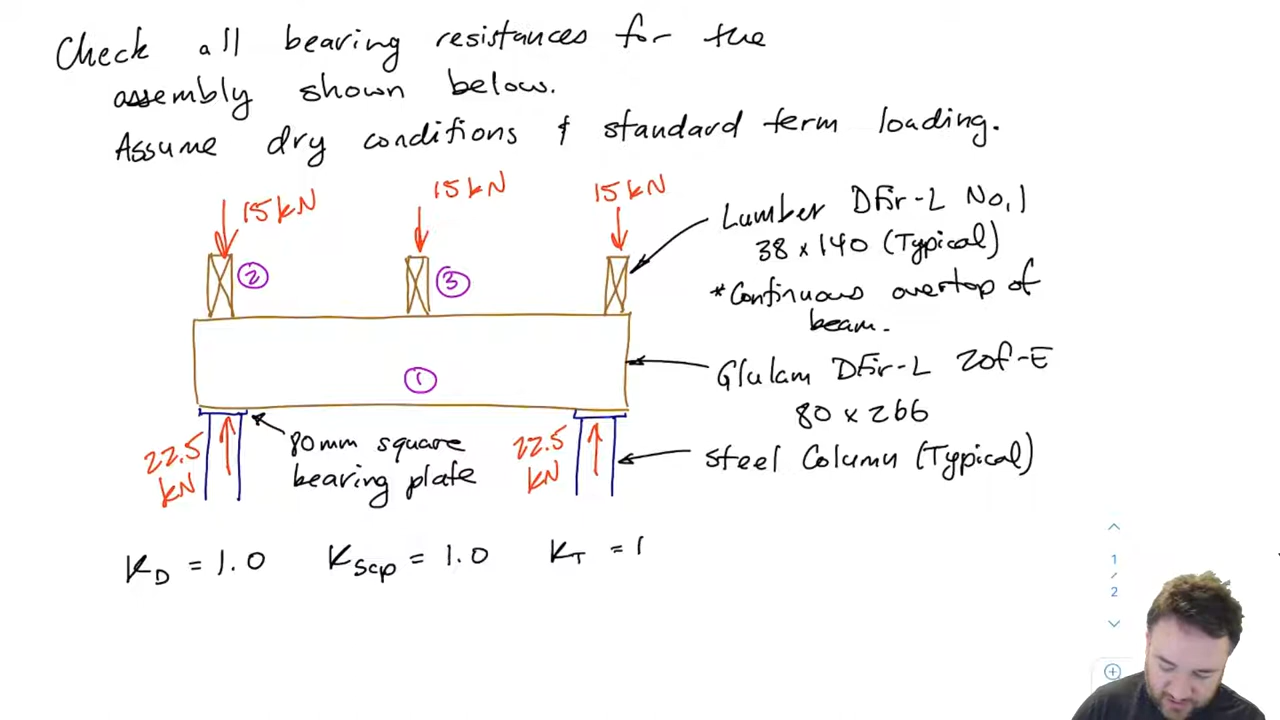 Check all bearing resistances for the
assembly shown below.
Assume dry conditions & standard term loading.
15 kN
15 kN
15 kN
Lumber DFir-L No.1
38 x 140 (Typical)
*Continuous overtop of
beam.
②
③
Glulam DFir-L 20f-E
80 x 266
①
22.5
kN
80mm square
bearing plate
22.5
kN
Steel Column (Typical)
KD = 1.0 KScp = 1.0 KT = 1
1
/
2